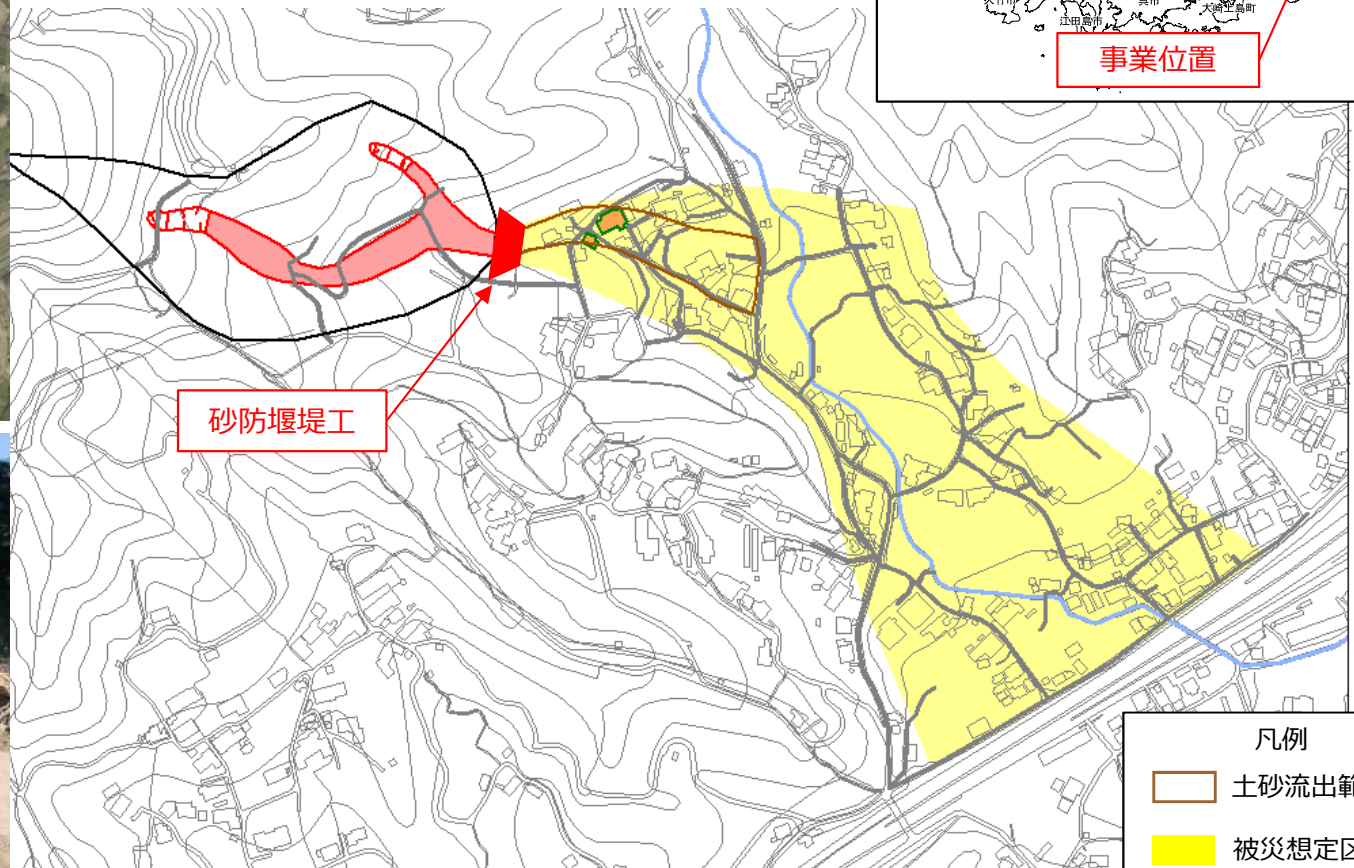 江田島市
呉市
大崎上島町
事業位置
砂防堰堤工
凡例
土砂流出範
被災想定区